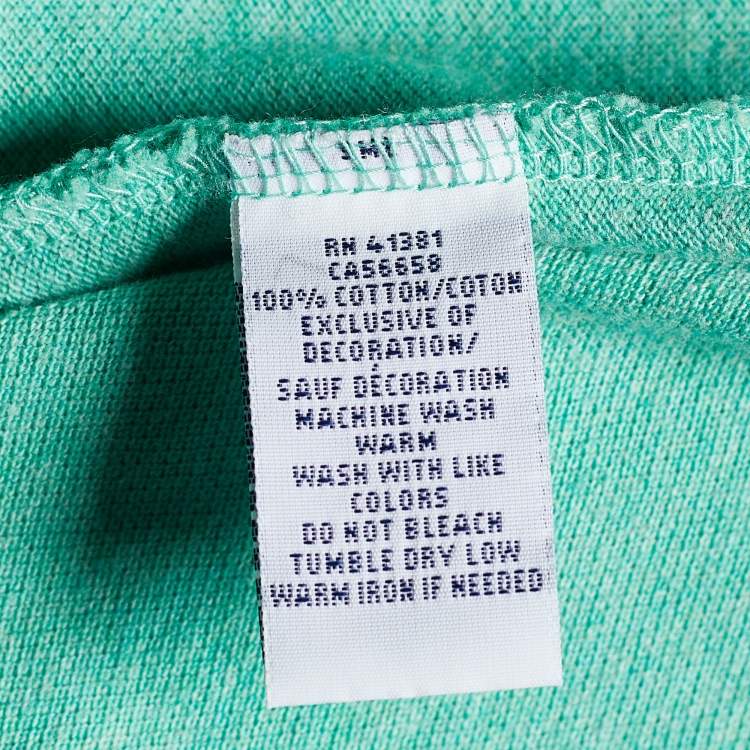 RN 41381
CA56658
100% COTTON/COTON
EXCLUSIVE OF
DECORATION/
SAUF DÉCORATION
MACHINE WASH
WARM
WASH WITH LIKE
COLORS
DO NOT BLEACH
TUMBLE DRY LOW
WARM IRON IF NEEDED